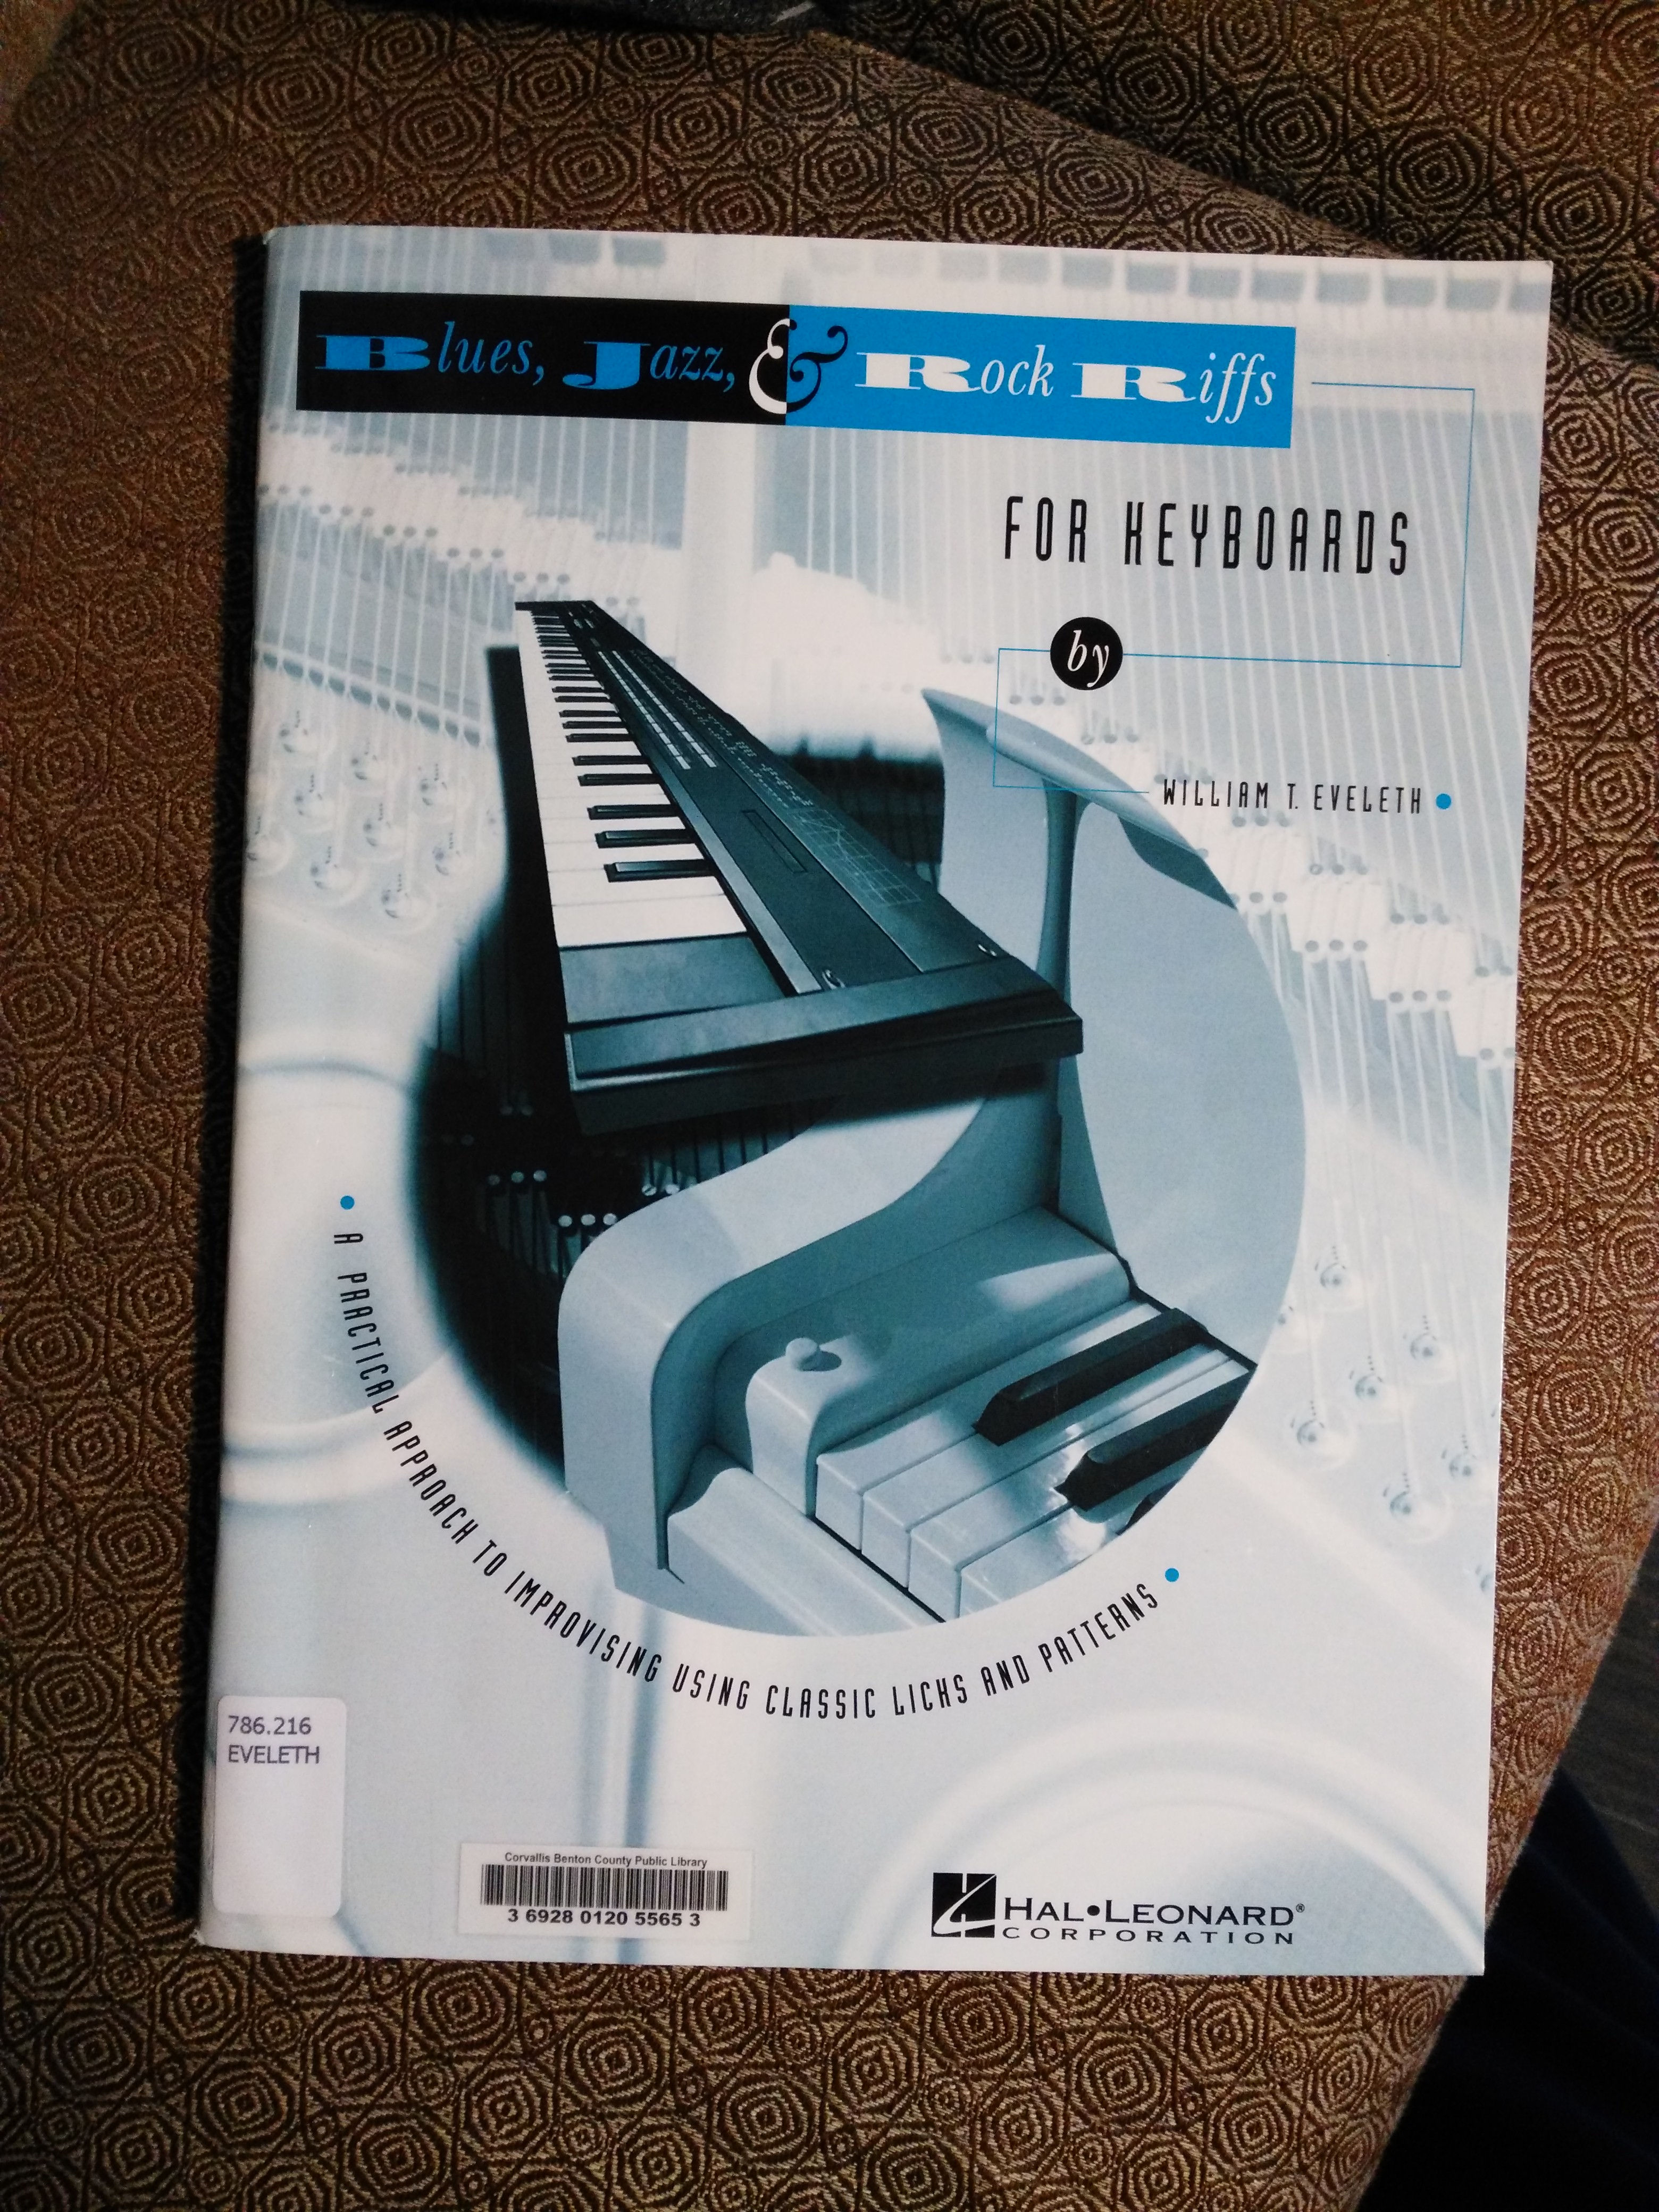 Blues, Jazz, & Rock Riffs
FOR KEYBOARDS
by
WILLIAM T. EVELETH
A PRACTICAL APPROACH TO IMPROVISING USING CLASSIC LICKS AND PATTERNS
786.216
EVELETH
Corvallis Benton County Public Library
3 6928 0120 5565 3
HAL•LEONARD®
CORPORATION